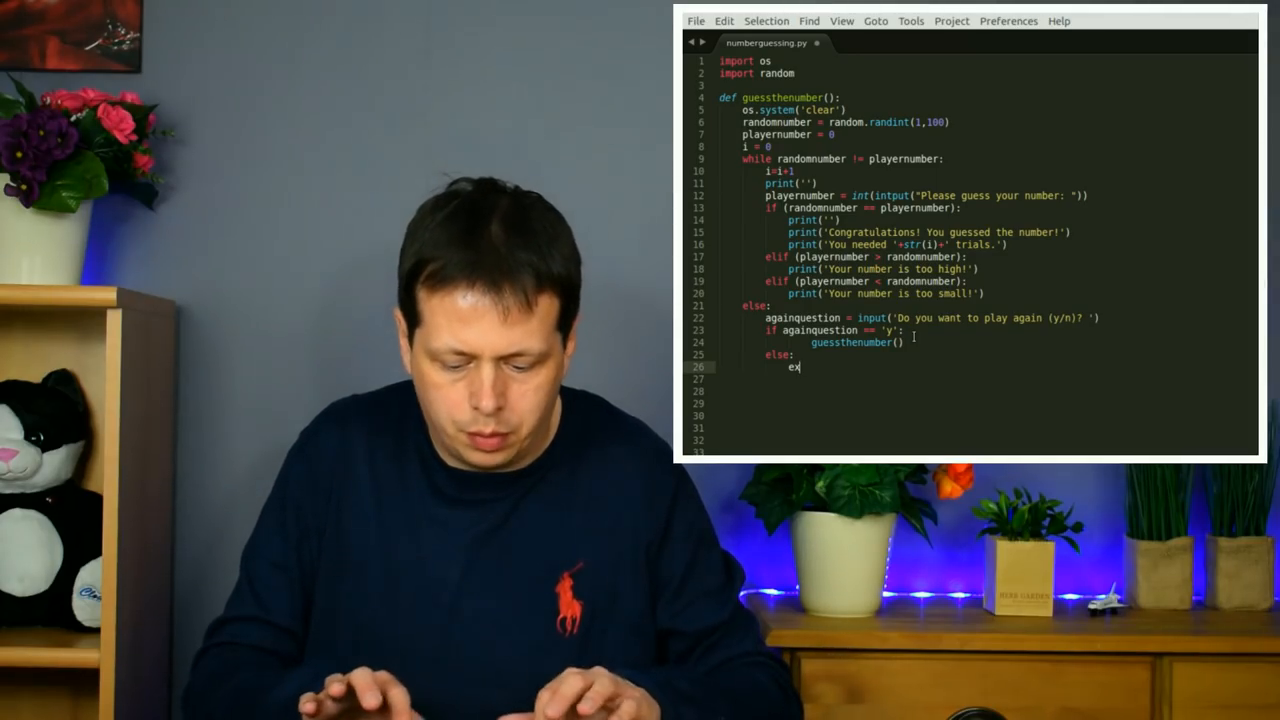 File Edit Selection Find View Goto Tools Project Preferences Help
numberguessing.py
1 import os
2 import random
3
4 def guessthenumber():
5 os.system('clear')
6 randomnumber = random.randint(1,100)
7 playernumber = 0
8 i = 0
9 while randomnumber != playernumber:
10 i=i+1
11 print('')
12 playernumber = int(intput("Please guess your number: "))
13 if (randomnumber == playernumber):
14 print('')
15 print('Congratulations! You guessed the number!')
16 print('You needed '+str(i)+' trials.')
17 elif (playernumber > randomnumber):
18 print('Your number is too high!')
19 elif (playernumber < randomnumber):
20 print('Your number is too small!')
21 else:
22 againquestion = input('Do you want to play again (y/n)? ')
23 if againquestion == 'y':
24 guessthenumber()
25 else:
26 ex
27
28
29
30
31
32
33
HERB GARDEN